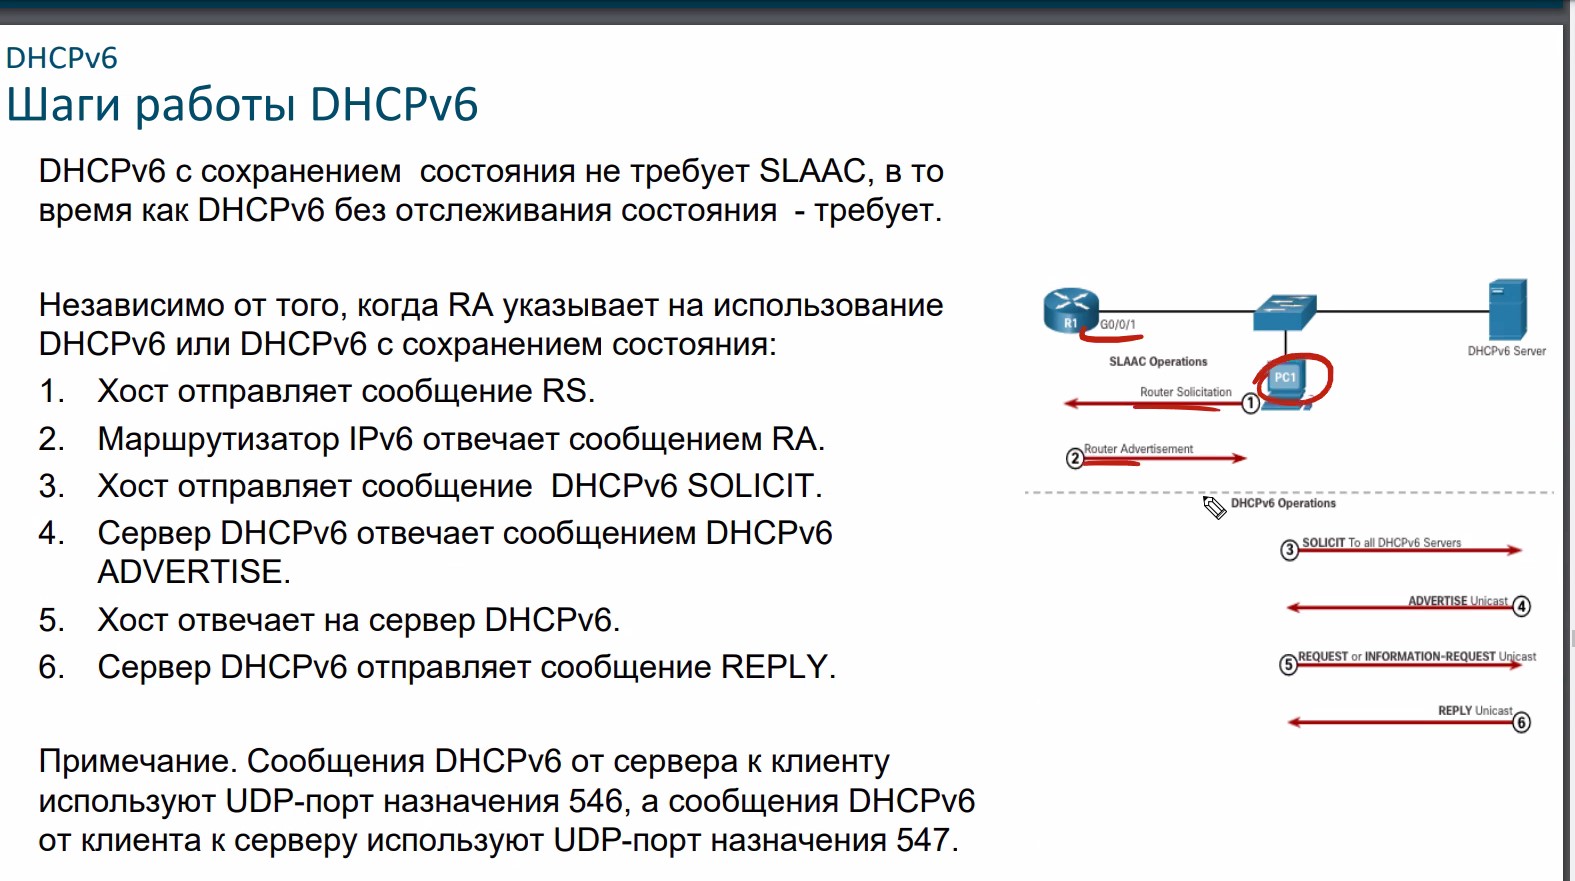 DHCPv6
Шаги работы DHCPv6
DHCPv6 с сохранением состояния не требует SLAAC, в то
время как DHCPv6 без отслеживания состояния - требует.
Независимо от того, когда RA указывает на использование
DHCPv6 или DHCPv6 с сохранением состояния:
1. Хост отправляет сообщение RS.
2. Маршрутизатор IPv6 отвечает сообщением RA.
3. Хост отправляет сообщение DHCPv6 SOLICIT.
4. Сервер DHCPv6 отвечает сообщением DHCPv6
ADVERTISE.
5. Хост отвечает на сервер DHCPv6.
6. Сервер DHCPv6 отправляет сообщение REPLY.
Примечание. Сообщения DHCPv6 от сервера к клиенту
используют UDP-порт назначения 546, а сообщения DHCPv6
от клиента к серверу используют UDP-порт назначения 547.
R1
G0/0/1
DHCPv6 Server
SLAAC Operations
PC1
Router Solicitation
1
2
Router Advertisement
DHCPv6 Operations
3 SOLICIT To all DHCPv6 Servers
ADVERTISE Unicast 4
5 REQUEST or INFORMATION-REQUEST Unicast
REPLY Unicast 6